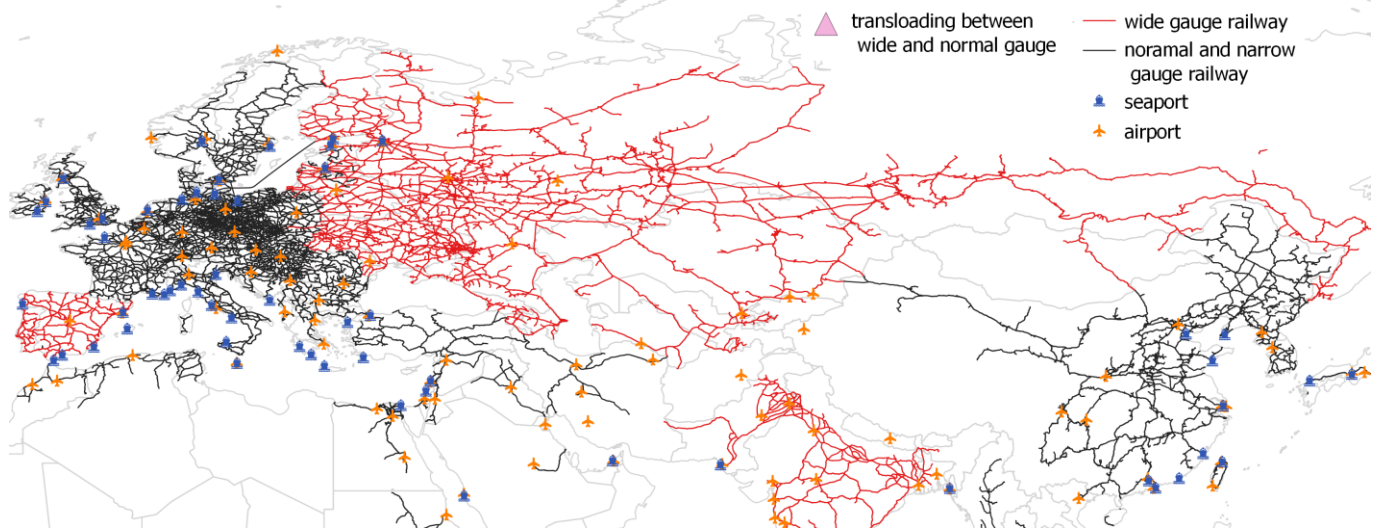 transloading between
wide and normal gauge
wide gauge railway
noramal and narrow
gauge railway
seaport
airport